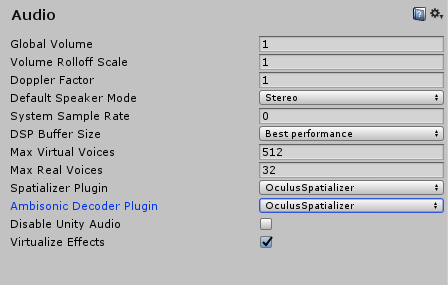 Audio
Global Volume 1
Volume Rolloff Scale 1
Doppler Factor 1
Default Speaker Mode Stereo
System Sample Rate 0
DSP Buffer Size Best performance
Max Virtual Voices 512
Max Real Voices 32
Spatializer Plugin OculusSpatializer
Ambisonic Decoder Plugin OculusSpatializer
Disable Unity Audio
Virtualize Effects